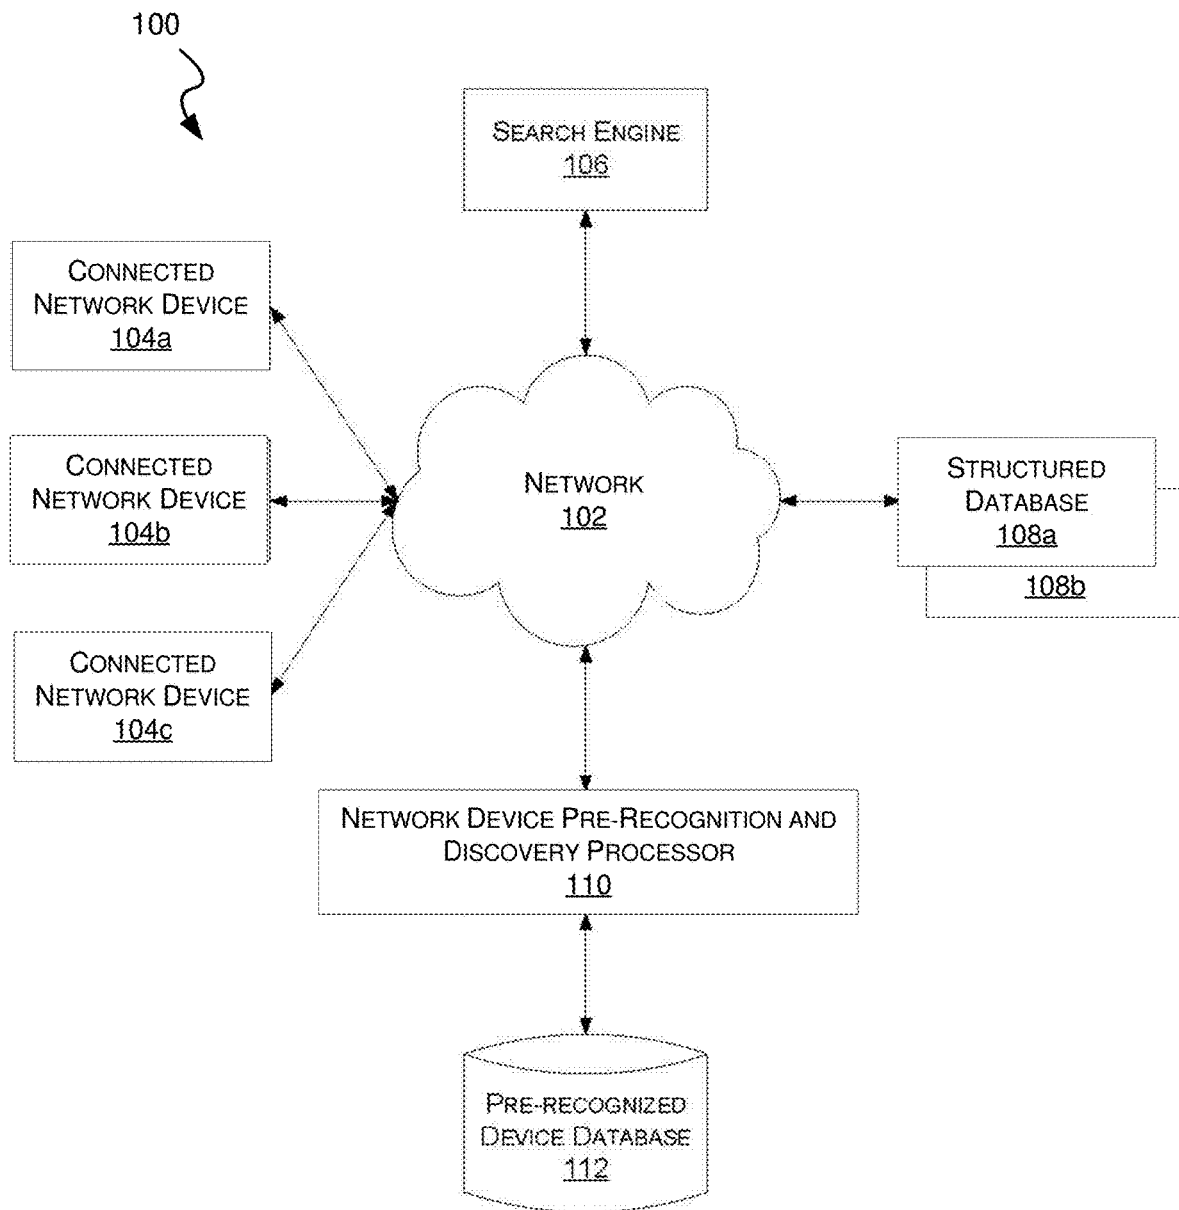 100
SEARCH ENGINE
106
CONNECTED
NETWORK DEVICE
104a
CONNECTED
NETWORK DEVICE
104b
CONNECTED
NETWORK DEVICE
104c
NETWORK
102
STRUCTURED
DATABASE
108a
108b
NETWORK DEVICE PRE-RECOGNITION AND
DISCOVERY PROCESSOR
110
PRE-RECOGNIZED
DEVICE DATABASE
112